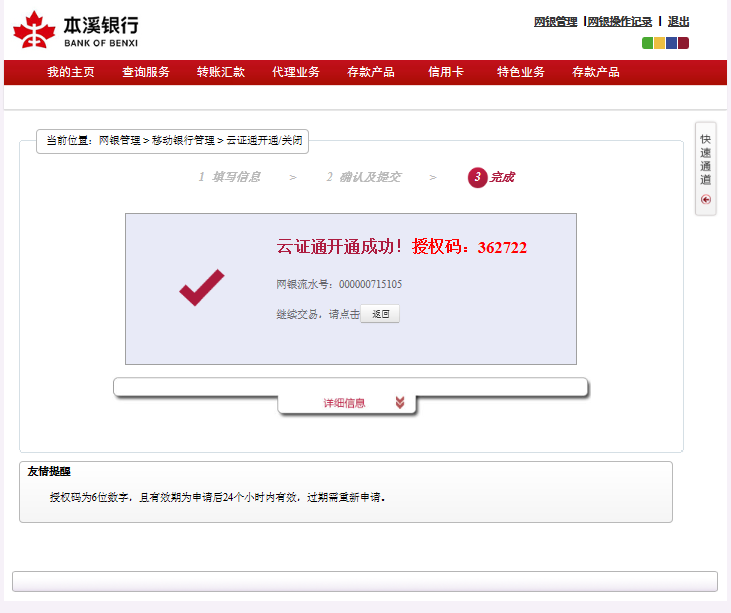 本溪银行
BANK OF BENXI
网银管理 | 网银操作记录 | 退出
我的主页 查询服务 转账汇款 代理业务 存款产品 信用卡 特色业务 存款产品
当前位置：网银管理 > 移动银行管理 > 云证通开通/关闭
快速通道
1 填写信息 > 2 确认及提交 > 3 完成
云证通开通成功！授权码：362722
网银流水号：000000715105
继续交易，请点击 返回
详细信息
友情提醒
授权码为6位数字，且有效期为申请后24个小时内有效，过期需重新申请。